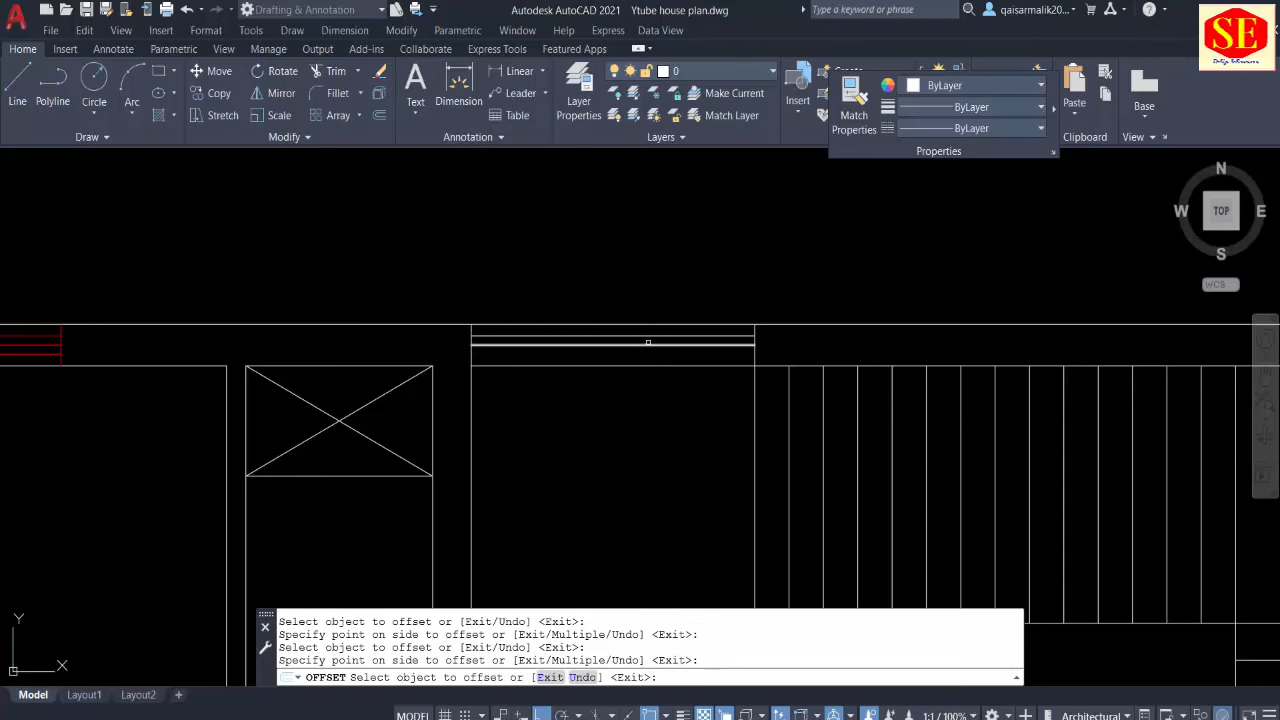 Drafting & Annotation
Autodesk AutoCAD 2021 Ytube house plan.dwg
Type a keyword or phrase
qaisarmalik20...
SE
File Edit View Insert Format Tools Draw Dimension Modify Parametric Window Help Express Data View
Home Insert Annotate Parametric View Manage Output Add-ins Collaborate Express Tools Featured Apps
Line
Polyline
Circle
Arc
Draw
Move
Copy
Stretch
Rotate
Mirror
Scale
Trim
Fillet
Array
Modify
Text
Dimension
Linear
Leader
Table
Annotation
Layer
Properties
0
Make Current
Match Layer
Layers
Insert
Match
Properties
ByLayer
ByLayer
ByLayer
Properties
Paste
Clipboard
Base
View
N
W
TOP
E
S
WCS
Y
X
Select object to offset or [Exit/Undo] <Exit>:
Specify point on side to offset or [Exit/Multiple/Undo] <Exit>:
Select object to offset or [Exit/Undo] <Exit>:
Specify point on side to offset or [Exit/Multiple/Undo] <Exit>:
OFFSET Select object to offset or [Exit Undo] <Exit>:
Model Layout1 Layout2 +
MODEL
1:1 / 100%
Architectural